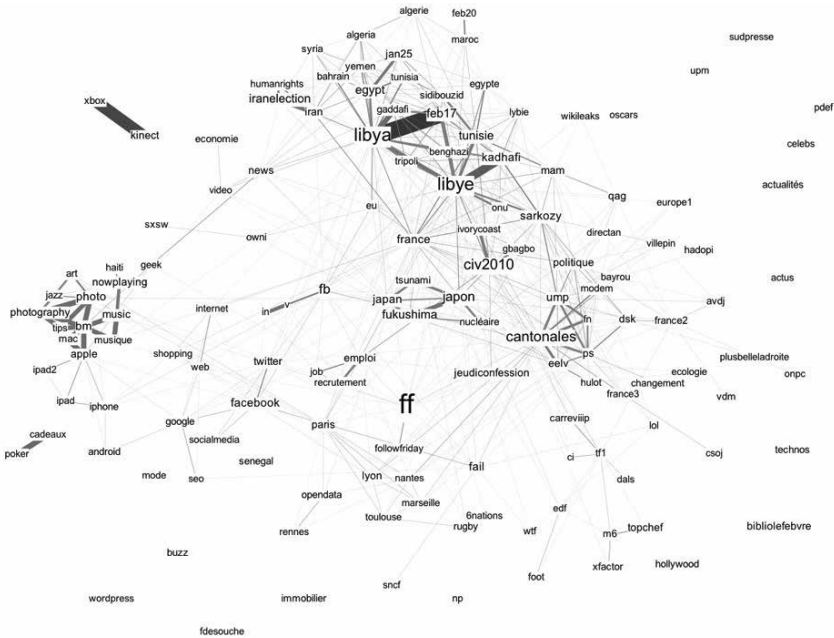 algerie
feb20
sudpresse
algeria
maroc
syria
jan25
yemen
upm
bahrain
tunisia
humanrights
egypt
egypte
iranelection
sidibouzid
xbox
iran
gaddafi
feb17
lybie
wikileaks
oscars
pdef
kinect
libya
tunisie
economie
celebs
benghazi
tripoli
kadhafi
news
mam
video
libye
actualités
qag
europe1
eu
onu
sarkozy
sxsw
ivorycoast
directan
owni
france
villepin
gbagbo
hadopi
geek
civ2010
politique
haiti
art
nowplaying
tsunami
bayrou
actus
fb
modem
jazz
photo
japan
japon
ump
avdj
photography
music
internet
in
v
fukushima
fn
dsk
france2
lbm
tips
nucléaire
mac
musique
cantonales
apple
shopping
ps
plusbelleladroite
twitter
emploi
eelv
ipad2
web
job
jeudiconfession
ecologie
onpc
recrutement
hulot
changement
france3
vdm
ipad
iphone
facebook
ff
google
carreviiip
paris
lol
cadeaux
socialmedia
poker
android
followfriday
csoj
technos
ci
tf1
senegal
fail
mode
seo
lyon
nantes
dals
opendata
marseille
edf
toulouse
6nations
rugby
rennes
wtf
m6
topchef
bibliolefebvre
buzz
xfactor
hollywood
foot
sncf
wordpress
immobilier
np
fdesouche